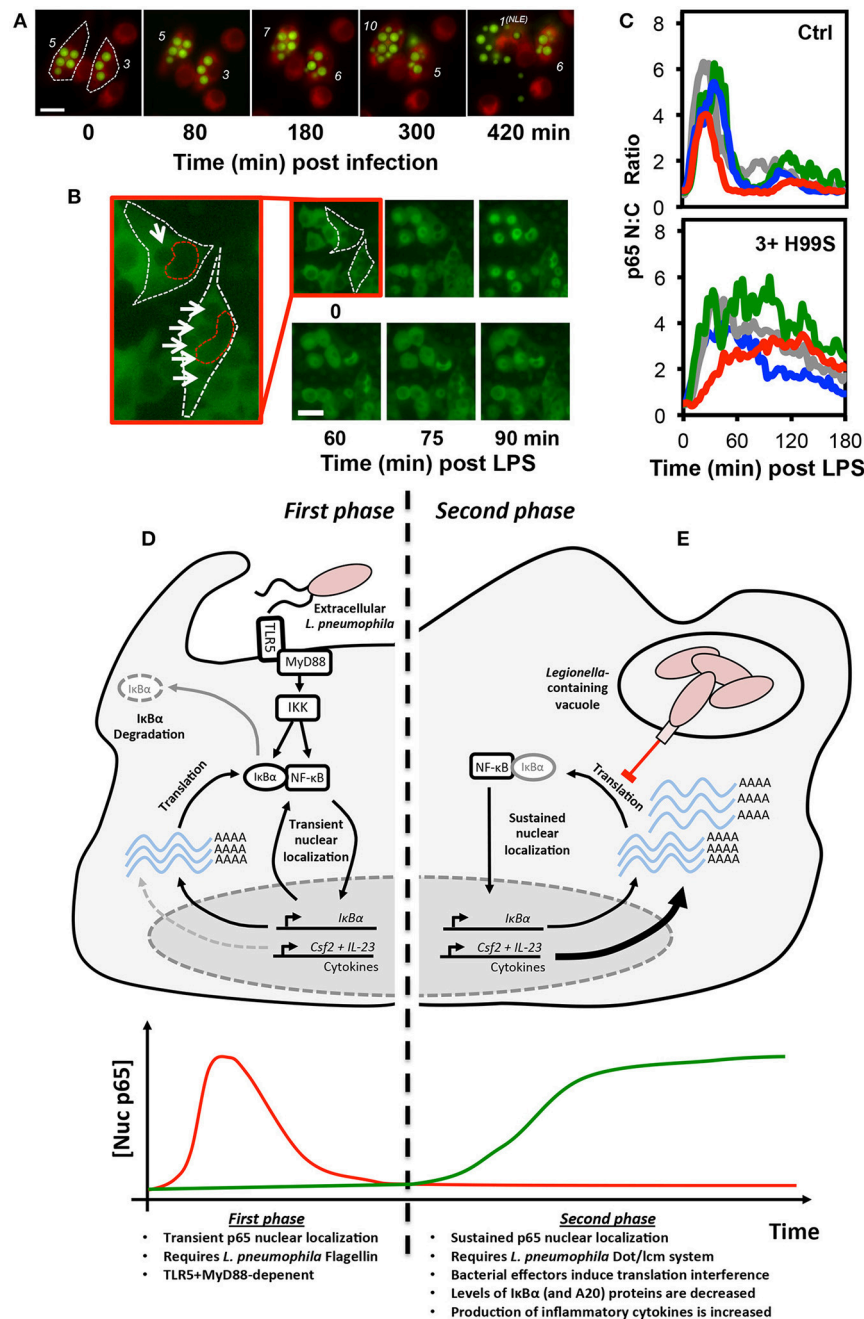 A
5
3
5
3
7
6
10
5
1(NLE)
6
0 80 180 300 420 min
Time (min) post infection
B
0
60 75 90 min
Time (min) post LPS
C
Ctrl
8
6
4
2
0
p65 N:C Ratio
3+ H99S
8
6
4
2
0
0 60 120 180
Time (min) post LPS
First phase
Second phase
D
E
Extracellular
L. pneumophila
TLR5
MyD88
IKK
IκBα
IκBα
Degradation
IκBα
NF-κB
Translation
Transient
nuclear
localization
AAAA
AAAA
AAAA
IκBα
Csf2 + IL-23
Cytokines
Legionella-
containing
vacuole
NF-κB
IκBα
Translation
Sustained
nuclear
localization
AAAA
AAAA
AAAA
AAAA
AAAA
AAAA
IκBα
Csf2 + IL-23
Cytokines
[Nuc p65]
Time
First phase
• Transient p65 nuclear localization
• Requires L. pneumophila Flagellin
• TLR5+MyD88-depenent
Second phase
• Sustained p65 nuclear localization
• Requires L. pneumophila Dot/Icm system
• Bacterial effectors induce translation interference
• Levels of IκBα (and A20) proteins are decreased
• Production of inflammatory cytokines is increased